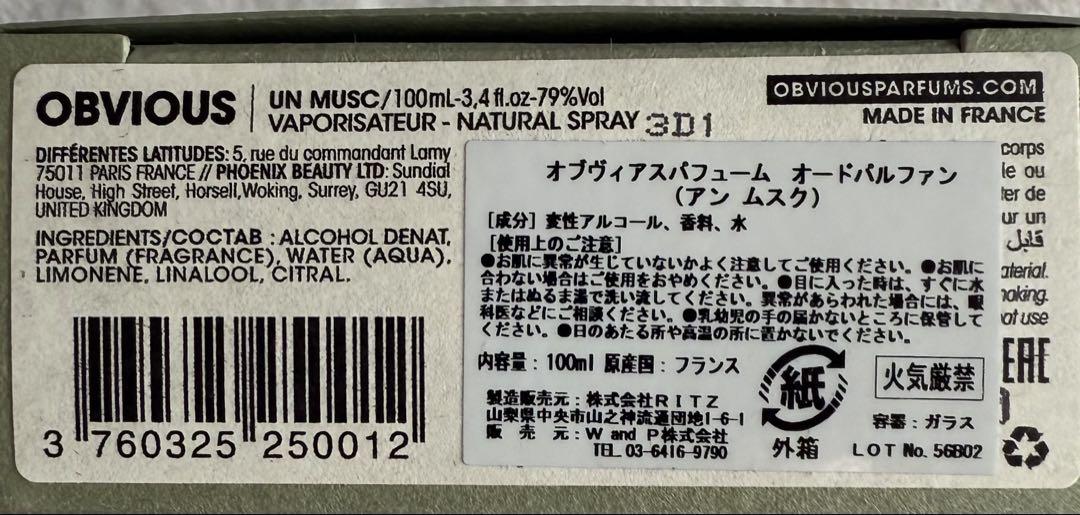 OBVIOUS
UN MUSC/100mL-3,4 fl.oz-79%Vol
VAPORISATEUR - NATURAL SPRAY 3D1
OBVIOUSPARFUMS.COM
MADE IN FRANCE
DIFFÉRENTES LATITUDES: 5, rue du commandant Lamy
75011 PARIS FRANCE // PHOENIX BEAUTY LTD: Sundial
House, High Street, Horsell, Woking, Surrey, GU21 4SU,
UNITED KINGDOM
INGREDIENTS/COCTAB : ALCOHOL DENAT,
PARFUM (FRAGRANCE), WATER (AQUA),
LIMONENE, LINALOOL, CITRAL.
3 760325 250012
オブヴィアスパフューム オードパルファン
(アン ムスク)
[成分] 変性アルコール、香料、水
[使用上のご注意]
●お肌に異常が生じていないかよく注意してご使用ください。●お肌に
合わない場合はご使用をおやめください。●目に入った時は、すぐに水
またはぬるま湯で洗い流してください。異常があらわれた場合には、眼
科医などにご相談ください。●乳幼児の手の届かないところに保管して
ください。●日のあたる所や高温の所に置かないでください。
内容量：100ml 原産国：フランス
製造販売元：株式会社RITZ
山梨県中央市山之神流通団地1-6-1
販 売 元：W and P株式会社
TEL 03-6416-9790
紙
外箱
火気厳禁
容器：ガラス
LOT No. 56B02
corps
ou
ter de
ur un
قابل
aterial.
oking.
not use
EAC